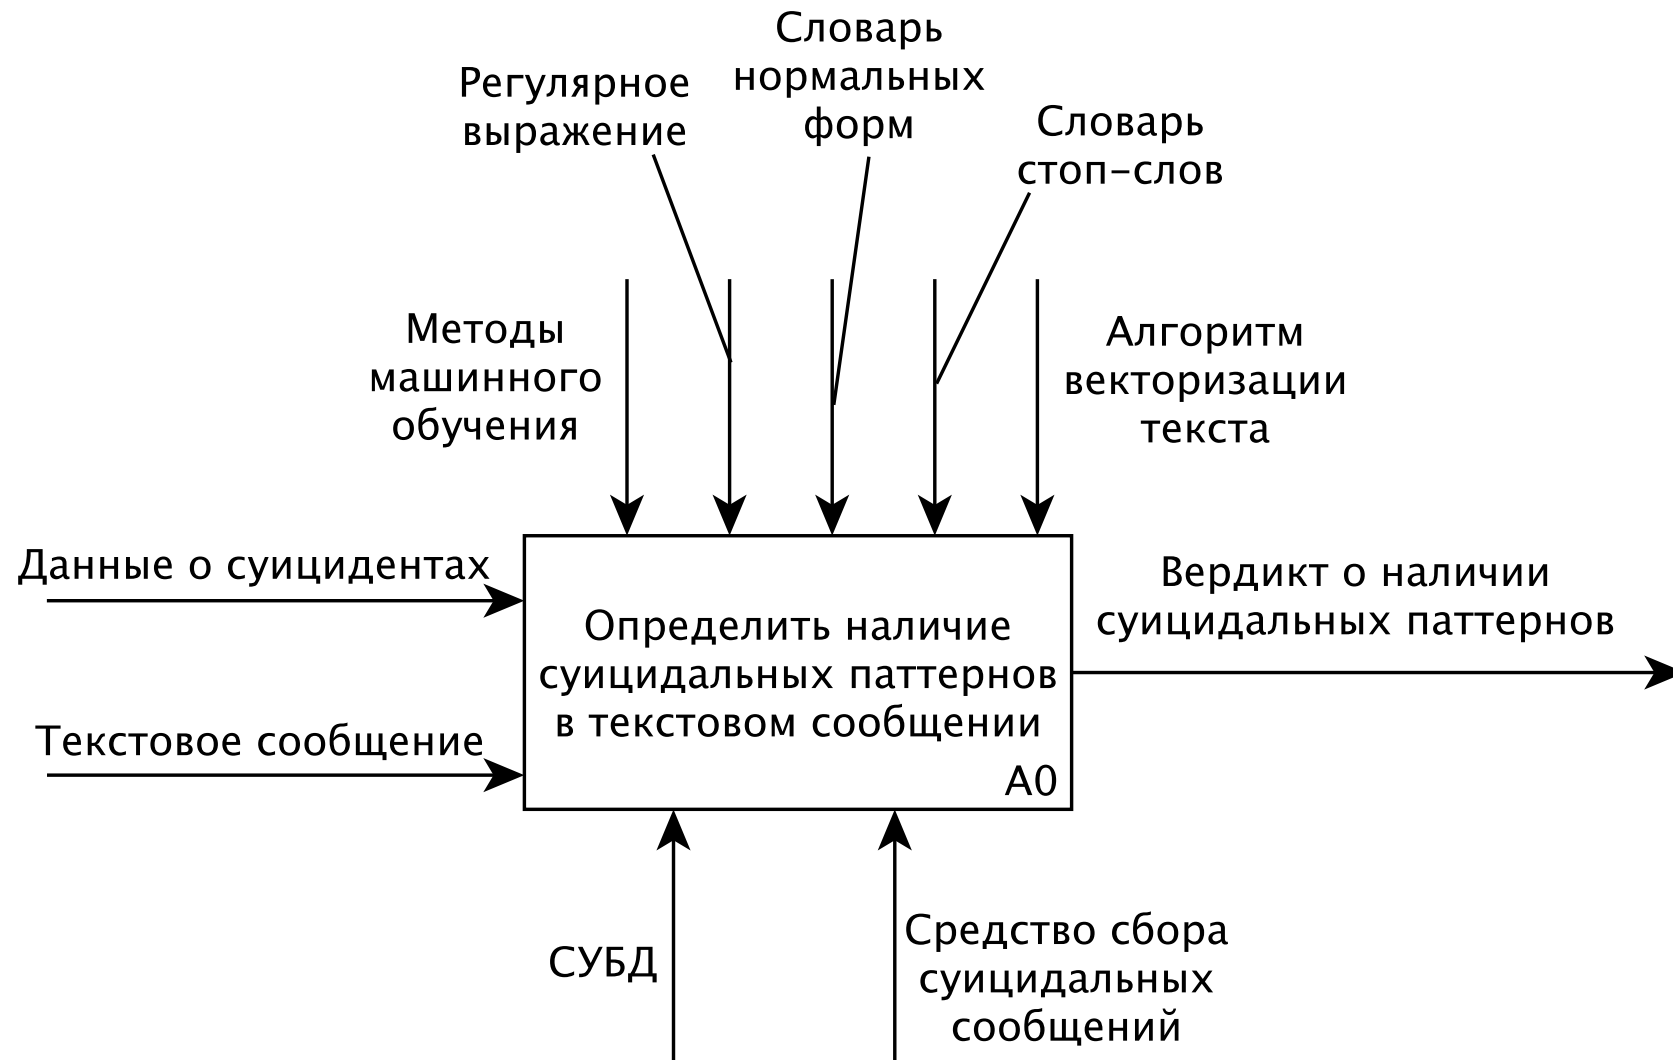 Словарь
нормальных
форм
Регулярное
выражение
Словарь
стоп-слов
Методы
машинного
обучения
Алгоритм
векторизации
текста
Данные о суицидентах
Вердикт о наличии
суицидальных паттернов
Определить наличие
суицидальных паттернов
в текстовом сообщении
A0
Текстовое сообщение
СУБД
Средство сбора
суицидальных
сообщений